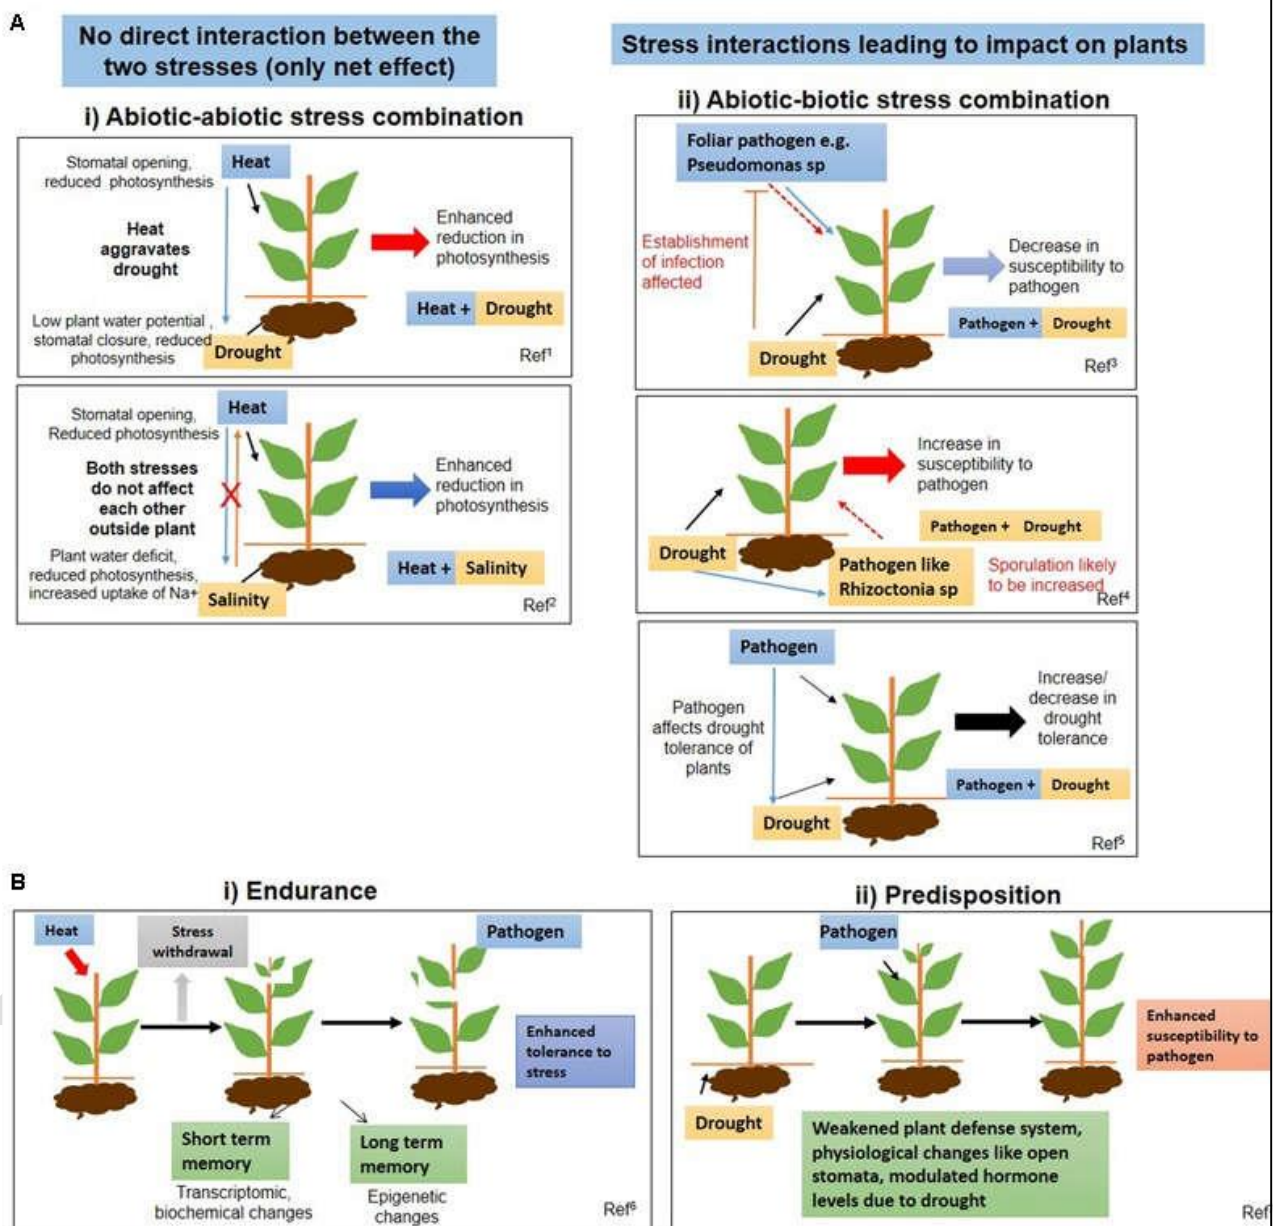 A
No direct interaction between the
two stresses (only net effect)
i) Abiotic-abiotic stress combination
Stomatal opening,
reduced photosynthesis
Heat
Heat
aggravates
drought
Enhanced
reduction in
photosynthesis
Heat + Drought
Low plant water potential ,
stomatal closure, reduced
photosynthesis
Drought
Ref¹
Stomatal opening,
Reduced photosynthesis
Heat
Both stresses
do not affect
each other
outside plant
X
Enhanced
reduction in
photosynthesis
Heat + Salinity
Plant water deficit,
reduced photosynthesis,
increased uptake of Na+
Salinity
Ref²
Stress interactions leading to impact on plants
ii) Abiotic-biotic stress combination
Foliar pathogen e.g.
Pseudomonas sp
Establishment
of infection
affected
Decrease in
susceptibility to
pathogen
Pathogen + Drought
Drought
Ref³
Increase in
susceptibility to
pathogen
Pathogen + Drought
Drought
Pathogen like
Rhizoctonia sp
Sporulation likely
to be increased
Ref⁴
Pathogen
Pathogen
affects drought
tolerance of
plants
Increase/
decrease in
drought
tolerance
Pathogen + Drought
Drought
Ref⁵
B
i) Endurance
Heat
Stress
withdrawal
Pathogen
Enhanced
tolerance to
stress
Short term
memory
Transcriptomic,
biochemical changes
Long term
memory
Epigenetic
changes
Ref⁶
ii) Predisposition
Pathogen
Enhanced
susceptibility to
pathogen
Drought
Weakened plant defense system,
physiological changes like open
stomata, modulated hormone
levels due to drought
Ref